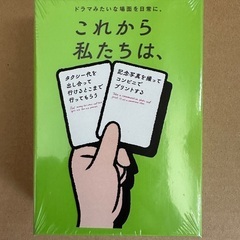 ドラマみたいな場面を日常に。
これから
私たちは、
タクシー代を
出し合って
行けるとこまで
行ってもらう
記念写真を撮って
コンビニで
プリントする